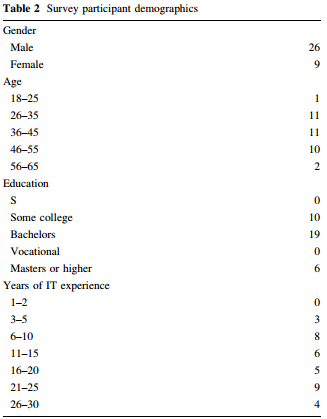 Table 2 Survey participant demographics
Gender
Male 26
Female 9
Age
18–25 1
26–35 11
36–45 11
46–55 10
56–65 2
Education
S 0
Some college 10
Bachelors 19
Vocational 0
Masters or higher 6
Years of IT experience
1–2 0
3–5 3
6–10 8
11–15 6
16–20 5
21–25 9
26–30 4